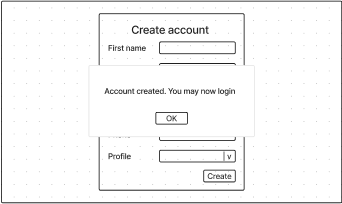 Create account
First name
Account created. You may now login
OK
Profile
v
Create